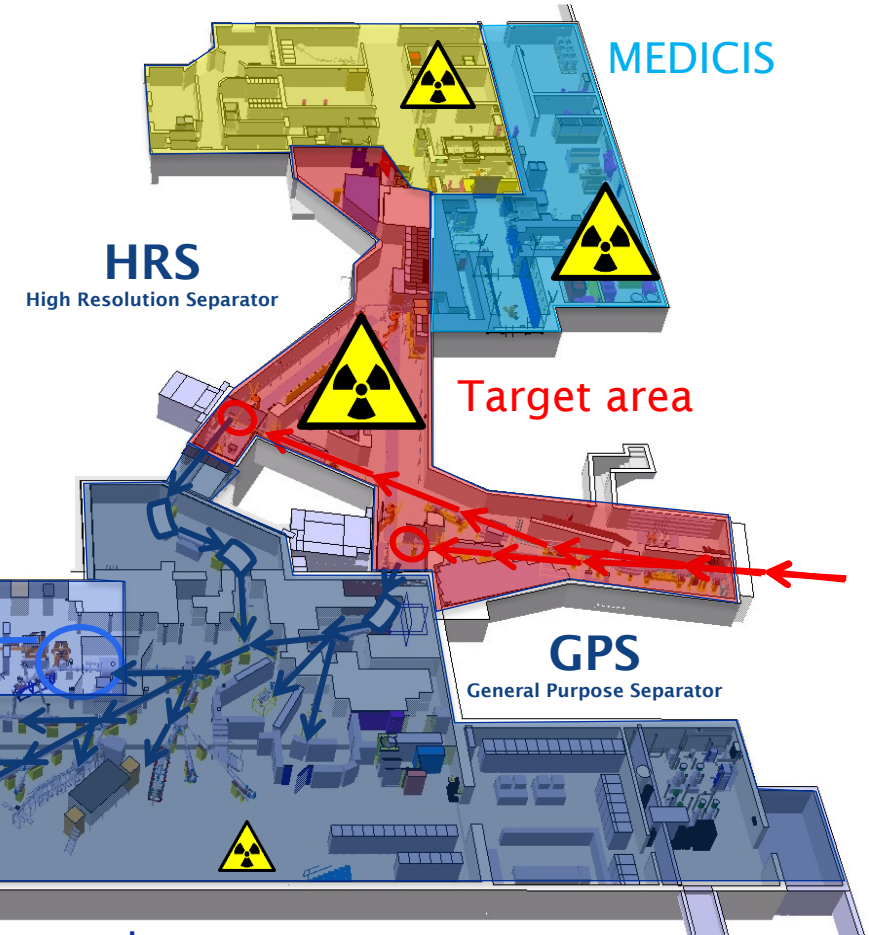 MEDICIS
HRS
High Resolution Separator
Target area
GPS
General Purpose Separator